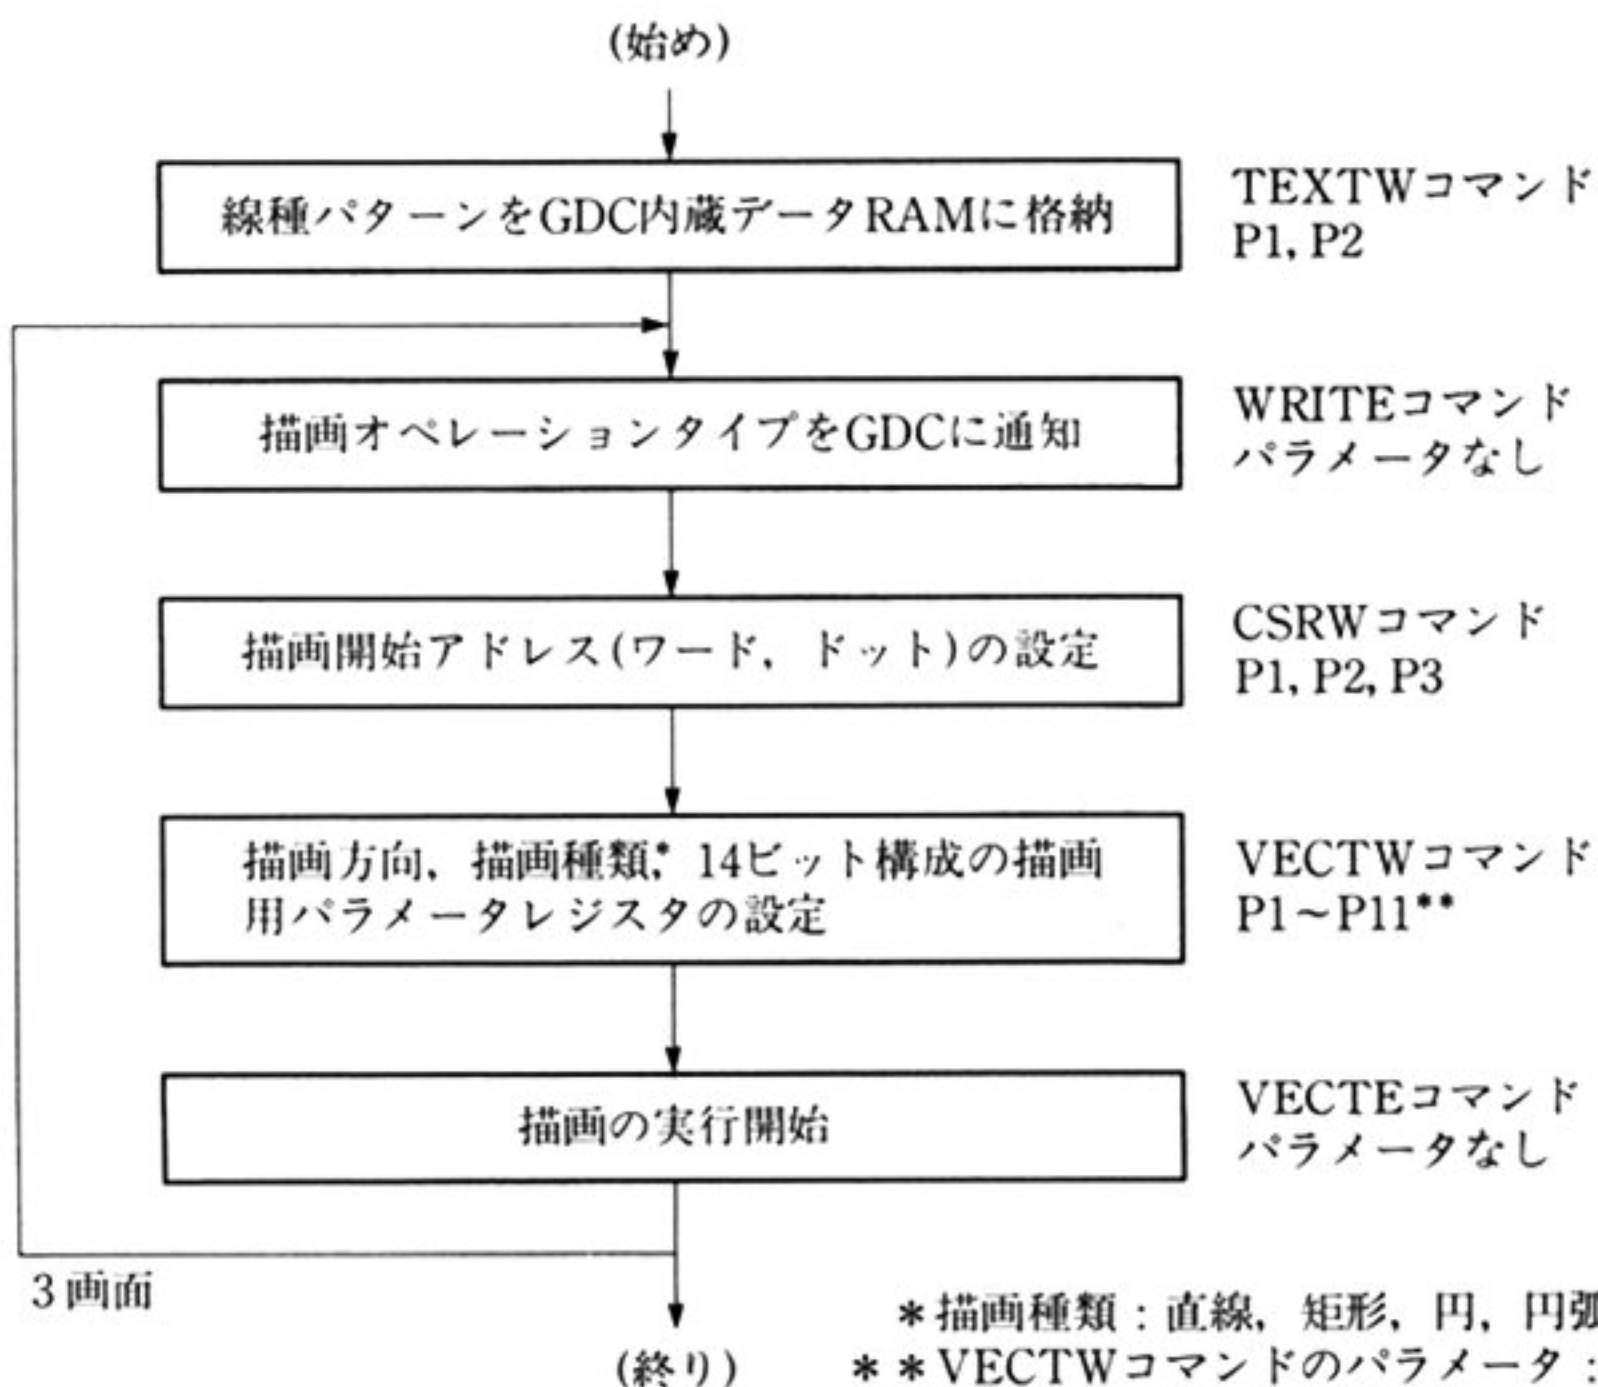 (始め)
線種パターンをGDC内蔵データRAMに格納
TEXTWコマンド
P1, P2
描画オペレーションタイプをGDCに通知
WRITEコマンド
パラメータなし
描画開始アドレス(ワード, ドット)の設定
CSRWコマンド
P1, P2, P3
描画方向, 描画種類,* 14ビット構成の描画
用パラメータレジスタの設定
VECTWコマンド
P1~P11**
描画の実行開始
VECTEコマンド
パラメータなし
3画面
(終り)
*描画種類:直線, 矩形, 円, 円弧
**VECTWコマンドのパラメータ: